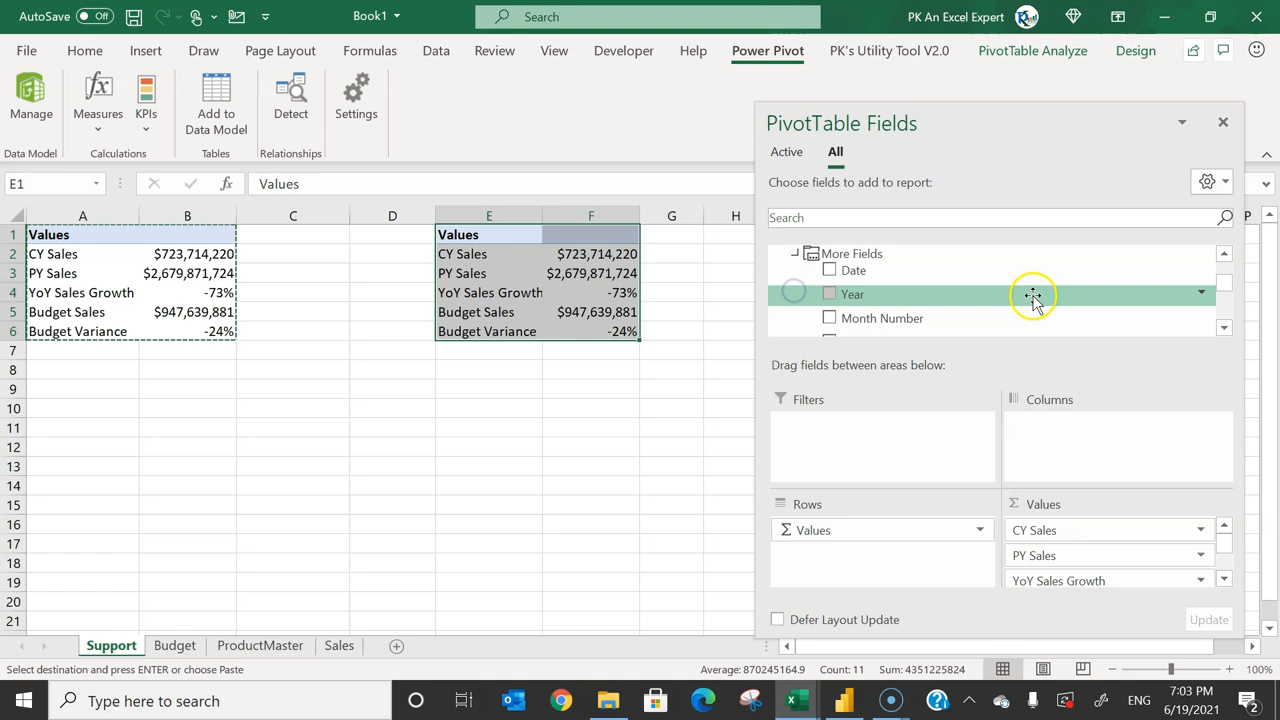 AutoSave Off Book1 Search PK An Excel Expert
File Home Insert Draw Page Layout Formulas Data Review View Developer Help Power Pivot PK's Utility Tool V2.0 PivotTable Analyze Design
Manage Measures KPIs Add to Data Model Detect Settings
Data Model Calculations Tables Relationships
E1 fx Values
PivotTable Fields
Active All
Choose fields to add to report:
Search
More Fields
Date
Year
Month Number
Drag fields between areas below:
Filters Columns
Rows Σ Values
Σ Values CY Sales
PY Sales
YoY Sales Growth
Defer Layout Update Update
A B C D E F G H P
1 Values Values
2 CY Sales $723,714,220 CY Sales $723,714,220
3 PY Sales $2,679,871,724 PY Sales $2,679,871,724
4 YoY Sales Growth -73% YoY Sales Growth -73%
5 Budget Sales $947,639,881 Budget Sales $947,639,881
6 Budget Variance -24% Budget Variance -24%
7
8
9
10
11
12
13
14
15
16
17
18
19
20
21
Support Budget ProductMaster Sales
Select destination and press ENTER or choose Paste Average: 870245164.9 Count: 11 Sum: 4351225824 100%
Type here to search ENG 7:03 PM
6/19/2021 2